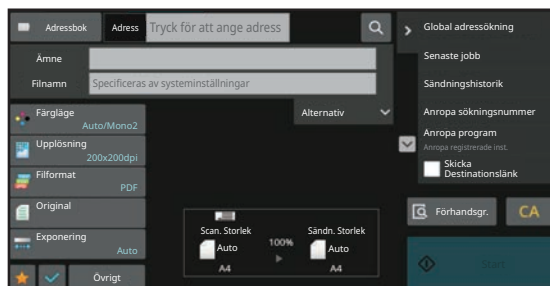 Adressbok
Adress
Tryck för att ange adress
Ämne
Filnamn
Specificeras av systeminställningar
Färgläge
Auto/Mono2
Upplösning
200x200dpi
Filformat
PDF
Original
Exponering
Auto
Övrigt
Alternativ
Scan. Storlek
Auto
A4
100%
Sändn. Storlek
Auto
A4
Global adressökning
Senaste jobb
Sändningshistorik
Anropa sökningsnummer
Anropa program
Anropa registrerade inst.
Skicka
Destinationslänk
Förhandsgr.
CA
Start